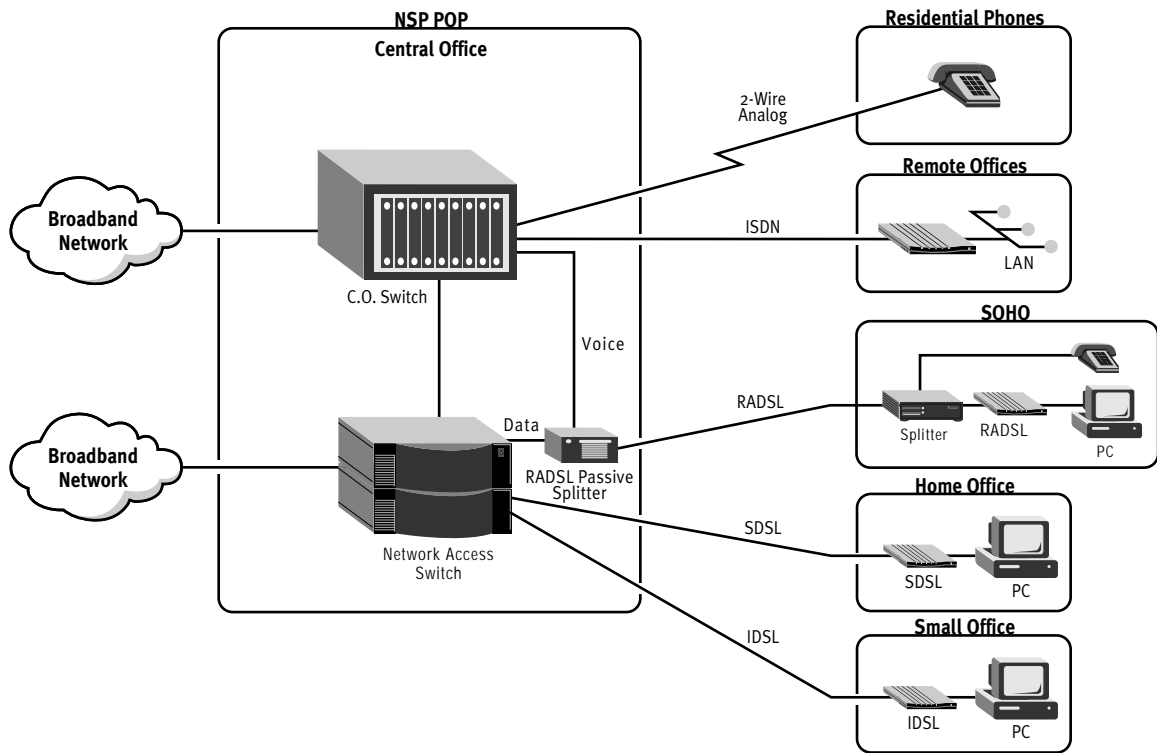 NSP POP
Central Office
Residential Phones
2-Wire
Analog
Remote Offices
Broadband
Network
ISDN
LAN
C.O. Switch
SOHO
Voice
RADSL
Splitter
RADSL
PC
Data
Broadband
Network
RADSL Passive
Splitter
Home Office
Network Access
Switch
SDSL
SDSL
PC
Small Office
IDSL
IDSL
PC